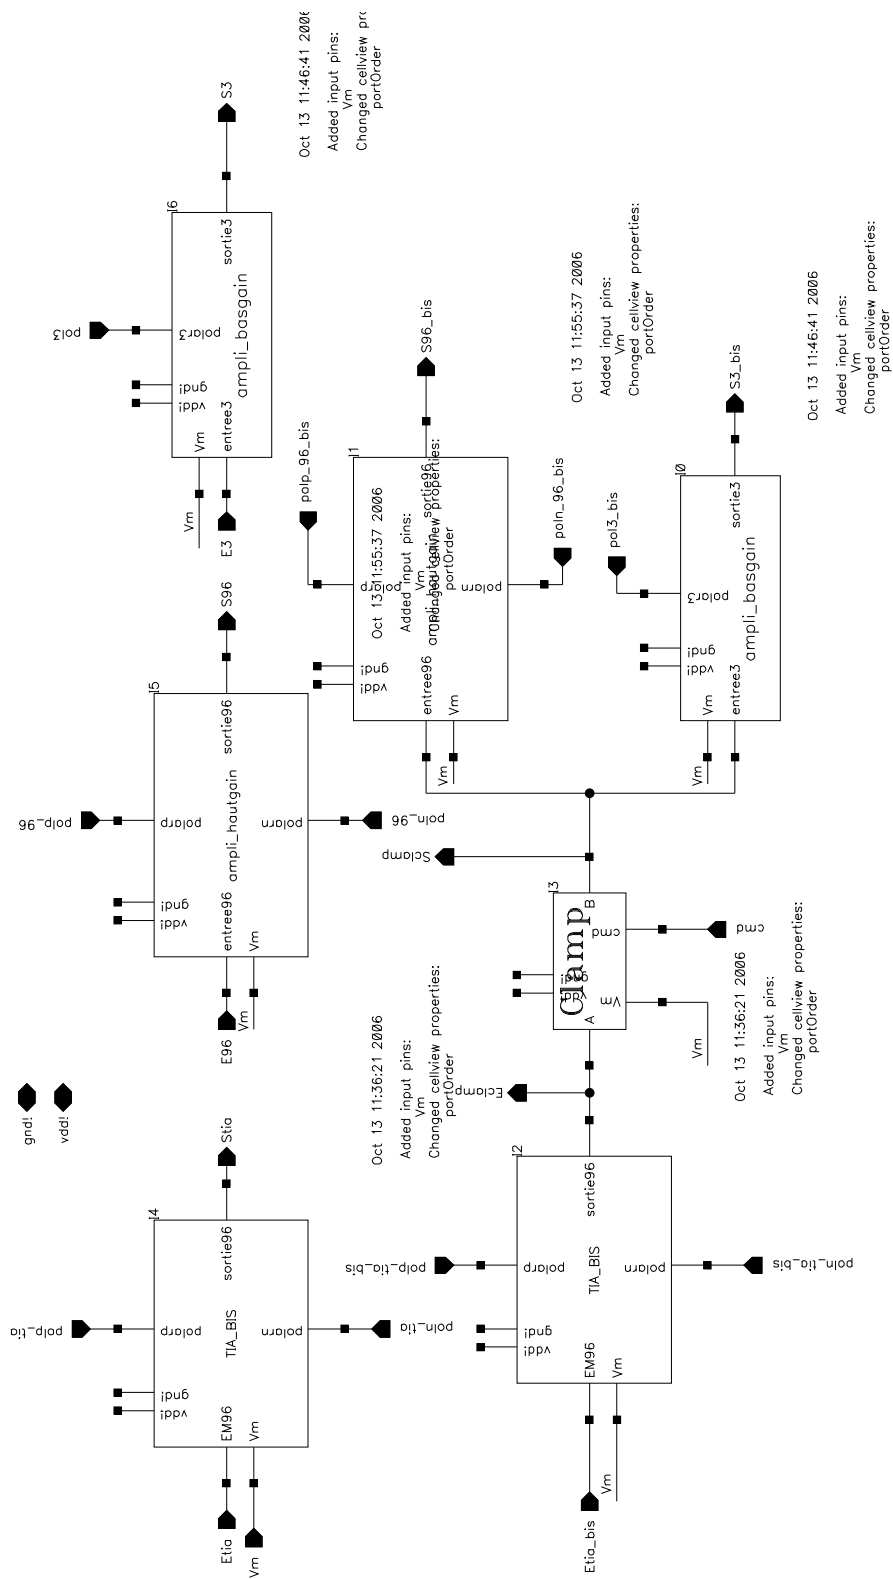 gnd!
vdd!
Etia
Vm
EM96
Vm
vdd!
gnd!
polarp
polarn
TIA_BIS
sortie96
I4
polp_tia
poln_tia
Stia
E96
Vm
entree96
Vm
vdd!
gnd!
polarp
polarn
ampli_hautgain
sortie96
I5
polp_96
poln_96
S96
E3
Vm
Vm
entree3
vdd!
gnd!
polar3
ampli_basgain
sortie3
I6
pol3
S3
Oct 13 11:46:41 2006
Added input pins:
Vm
Changed cellview pro
portOrder
Etia_bis
Vm
EM96
Vm
vdd!
gnd!
polarp
polarn
TIA_BIS
sortie96
I2
polp_tia_bis
poln_tia_bis
Eclamp
Oct 13 11:36:21 2006
Added input pins:
Vm
Changed cellview properties:
portOrder
A
Vm
vdd!
gnd!
Clamp
cmd
B
I3
Vm
cmd
Sclamp
Oct 13 11:36:21 2006
Added input pins:
Vm
Changed cellview properties:
portOrder
Vm
entree96
Vm
vdd!
gnd!
polarp
polarn
ampli_hautgain
sortie96
I1
polp_96_bis
poln_96_bis
S96_bis
Oct 13 11:55:37 2006
Added input pins:
Vm
Changed cellview properties:
portOrder
Oct 13 11:55:37 2006
Added input pins:
Vm
Changed cellview properties:
portOrder
Vm
Vm
entree3
vdd!
gnd!
polar3
ampli_basgain
sortie3
I0
pol3_bis
S3_bis
Oct 13 11:46:41 2006
Added input pins:
Vm
Changed cellview properties:
portOrder